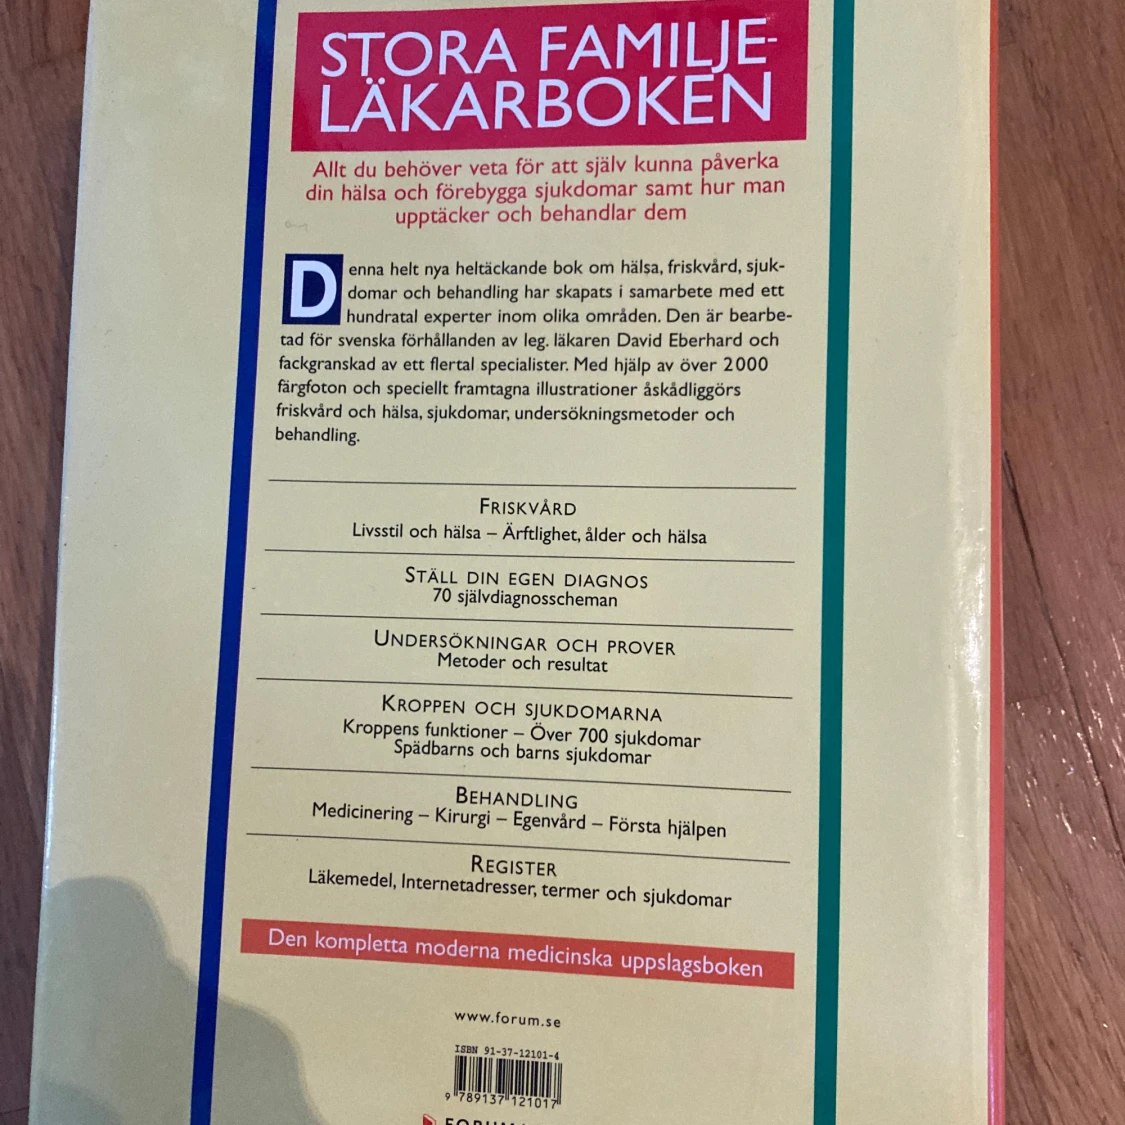 STORA FAMILJE-
LÄKARBOKEN
Allt du behöver veta för att själv kunna påverka
din hälsa och förebygga sjukdomar samt hur man
upptäcker och behandlar dem
Denna helt nya heltäckande bok om hälsa, friskvård, sjuk-
domar och behandling har skapats i samarbete med ett
hundratal experter inom olika områden. Den är bearbe-
tad för svenska förhållanden av leg. läkaren David Eberhard och
fackgranskad av ett flertal specialister. Med hjälp av över 2000
färgfoton och speciellt framtagna illustrationer åskådliggörs
friskvård och hälsa, sjukdomar, undersökningsmetoder och
behandling.
FRISKVÅRD
Livsstil och hälsa – Ärftlighet, ålder och hälsa
STÄLL DIN EGEN DIAGNOS
70 självdiagnosscheman
UNDERSÖKNINGAR OCH PROVER
Metoder och resultat
KROPPEN OCH SJUKDOMARNA
Kroppens funktioner – Över 700 sjukdomar
Spädbarns och barns sjukdomar
BEHANDLING
Medicinering – Kirurgi – Egenvård – Första hjälpen
REGISTER
Läkemedel, Internetadresser, termer och sjukdomar
Den kompletta moderna medicinska uppslagsboken
www.forum.se
ISBN 91-37-12101-4
9 789137 121017